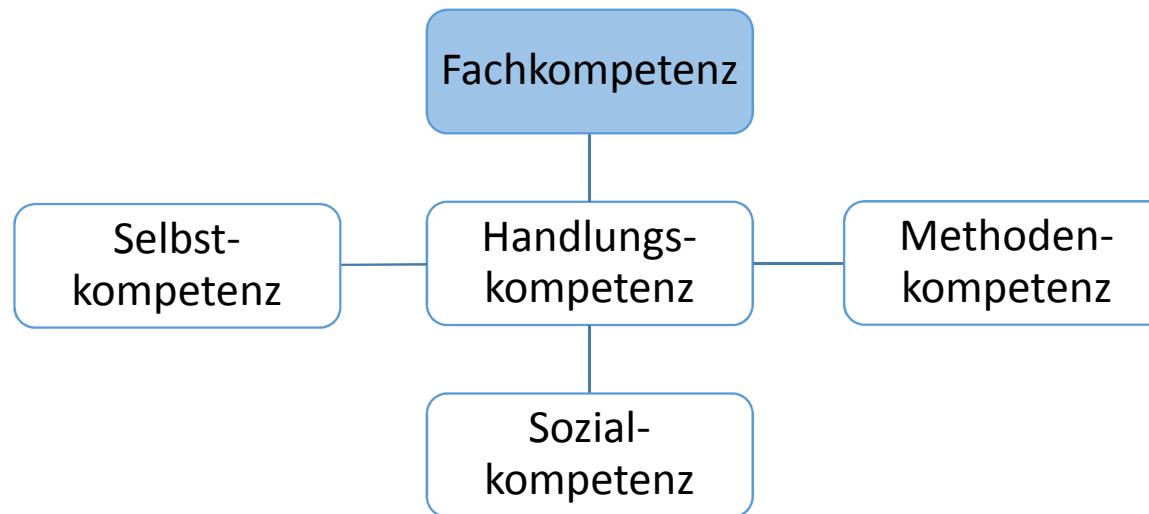 Fachkompetenz
Selbst-
kompetenz
Handlungs-
kompetenz
Methoden-
kompetenz
Sozial-
kompetenz